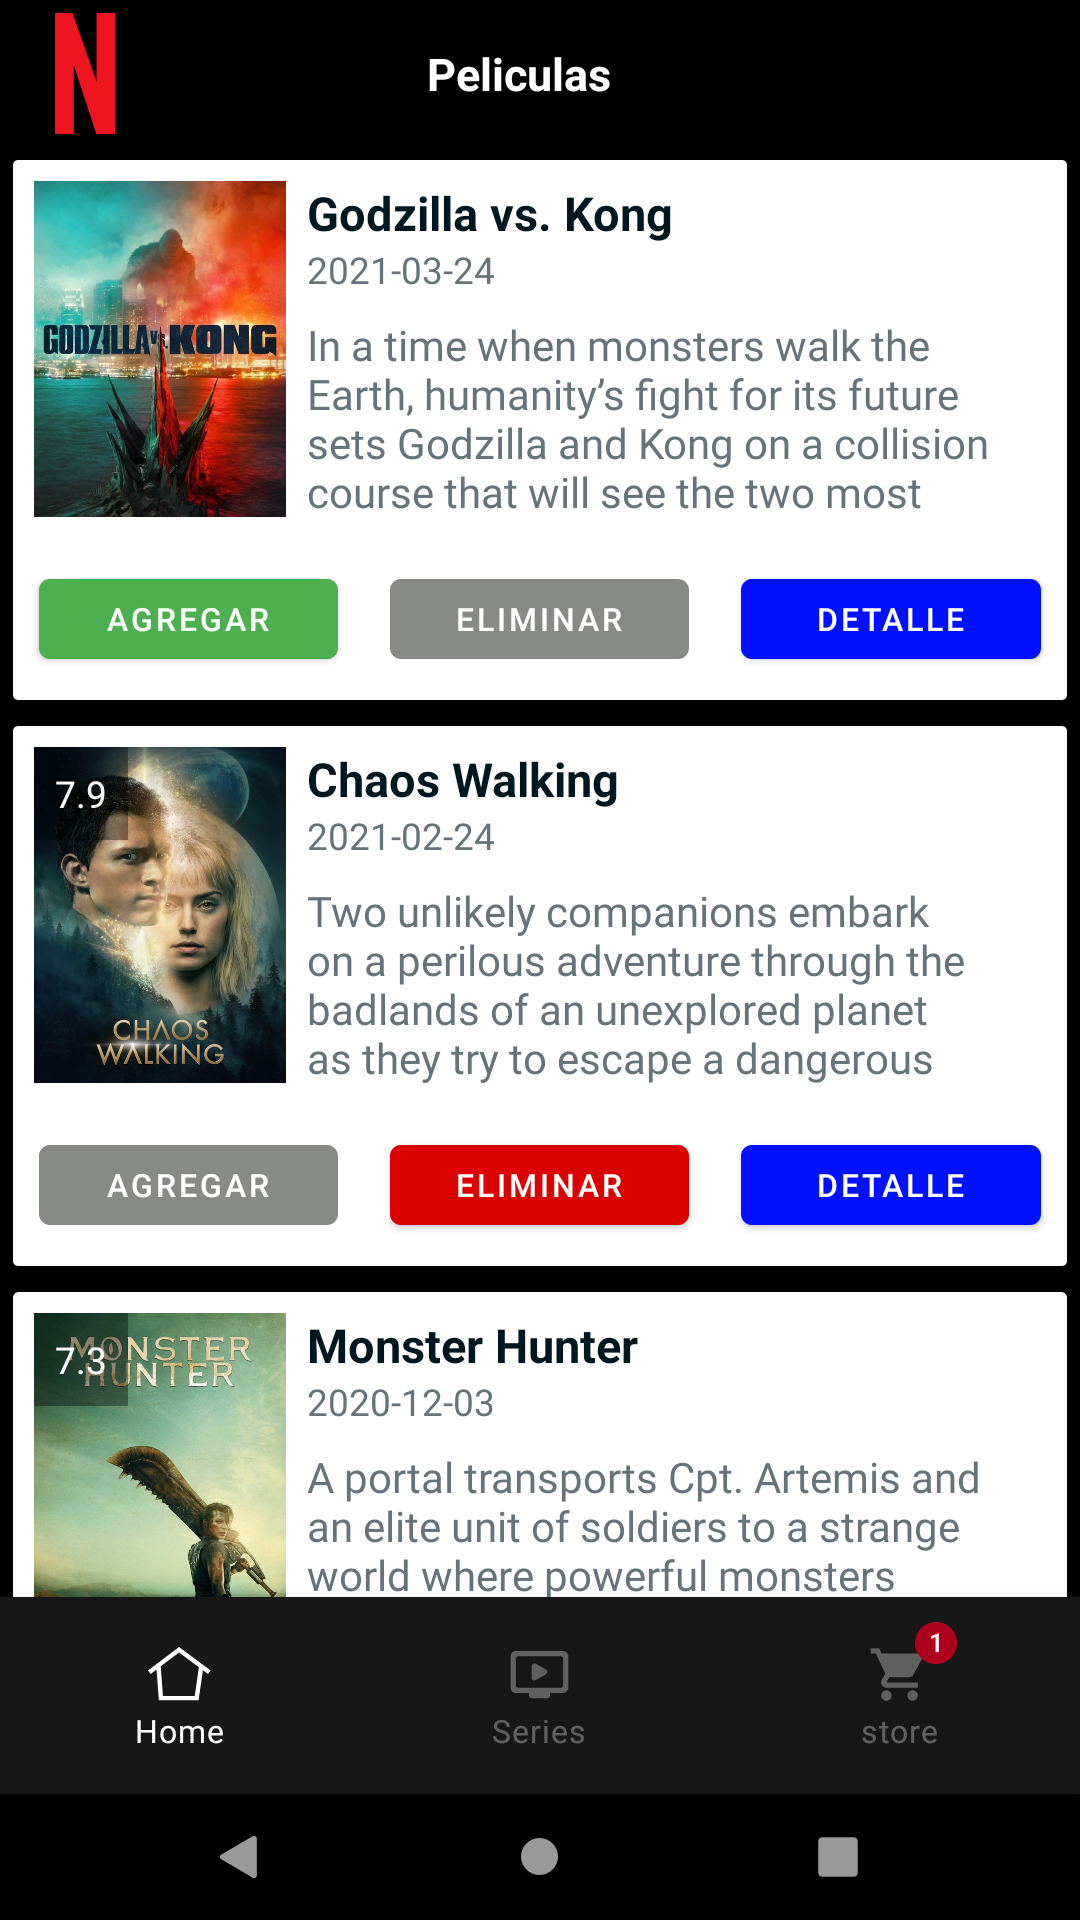 N
Peliculas
GODZILLA vs. KONG
Godzilla vs. Kong
2021-03-24
In a time when monsters walk the
Earth, humanity’s fight for its future
sets Godzilla and Kong on a collision
course that will see the two most
AGREGAR
ELIMINAR
DETALLE
7.9
CHAOS
WALKING
Chaos Walking
2021-02-24
Two unlikely companions embark
on a perilous adventure through the
badlands of an unexplored planet
as they try to escape a dangerous
AGREGAR
ELIMINAR
DETALLE
7.3
MONSTER
HUNTER
Monster Hunter
2020-12-03
A portal transports Cpt. Artemis and
an elite unit of soldiers to a strange
world where powerful monsters
Home
Series
1
store